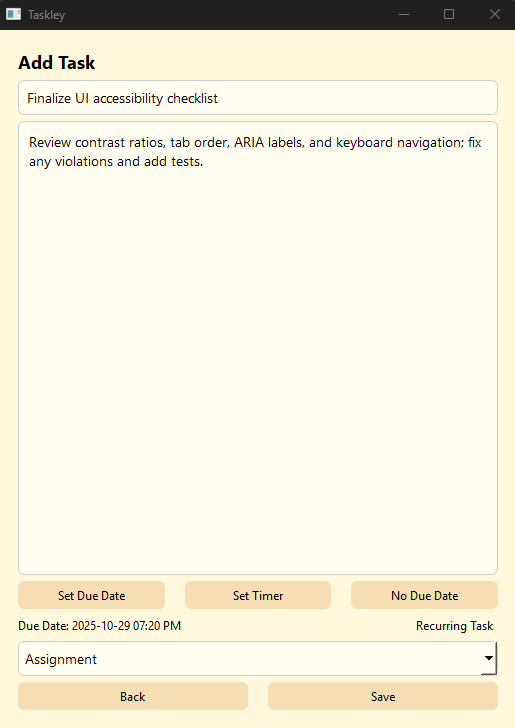 Taskley
Add Task
Finalize UI accessibility checklist
Review contrast ratios, tab order, ARIA labels, and keyboard navigation; fix
any violations and add tests.
Set Due Date Set Timer No Due Date
Due Date: 2025-10-29 07:20 PM Recurring Task
Assignment
Back Save